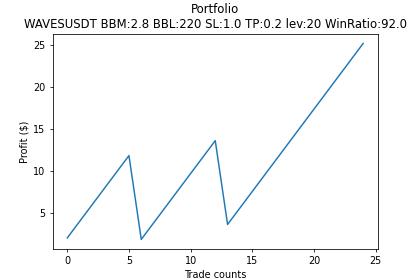 Portfolio
WAVESUSDT BBM:2.8 BBL:220 SL:1.0 TP:0.2 lev:20 WinRatio:92.0
25
20
15
10
5
Profit ($)
0 5 10 15 20 25
Trade counts